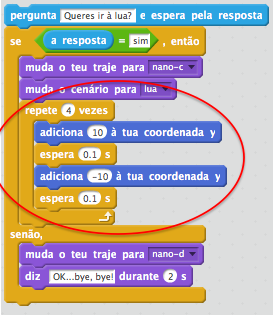 pergunta Queres ir à lua? e espera pela resposta
se a resposta = sim , então
muda o teu traje para nano-c
muda o cenário para lua
repete 4 vezes
adiciona 10 à tua coordenada y
espera 0.1 s
adiciona -10 à tua coordenada y
espera 0.1 s
senão,
muda o teu traje para nano-d
diz OK...bye, bye! durante 2 s